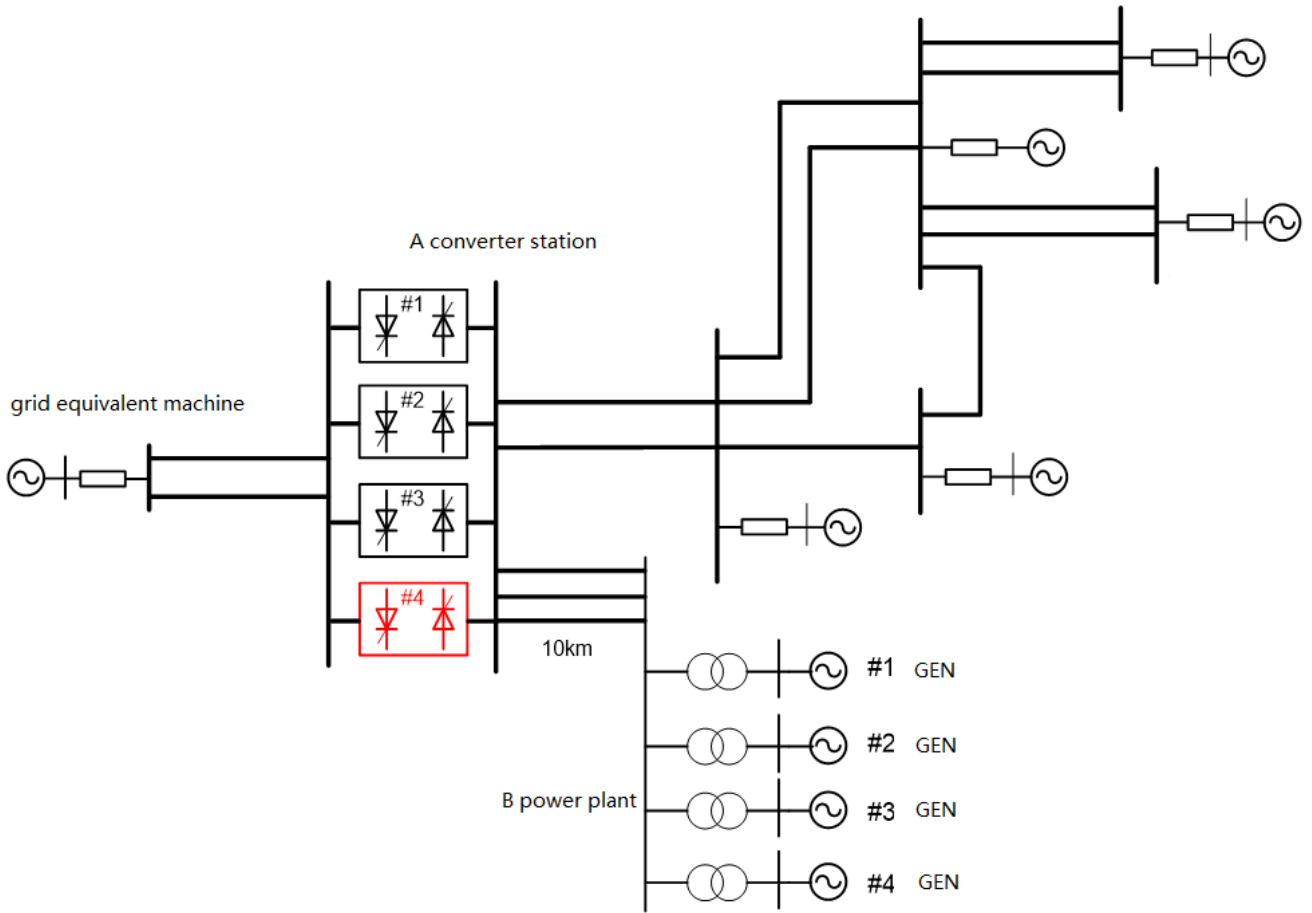 A converter station
#1
#2
grid equivalent machine
#3
#4
10km
#1 GEN
#2 GEN
B power plant
#3 GEN
#4 GEN